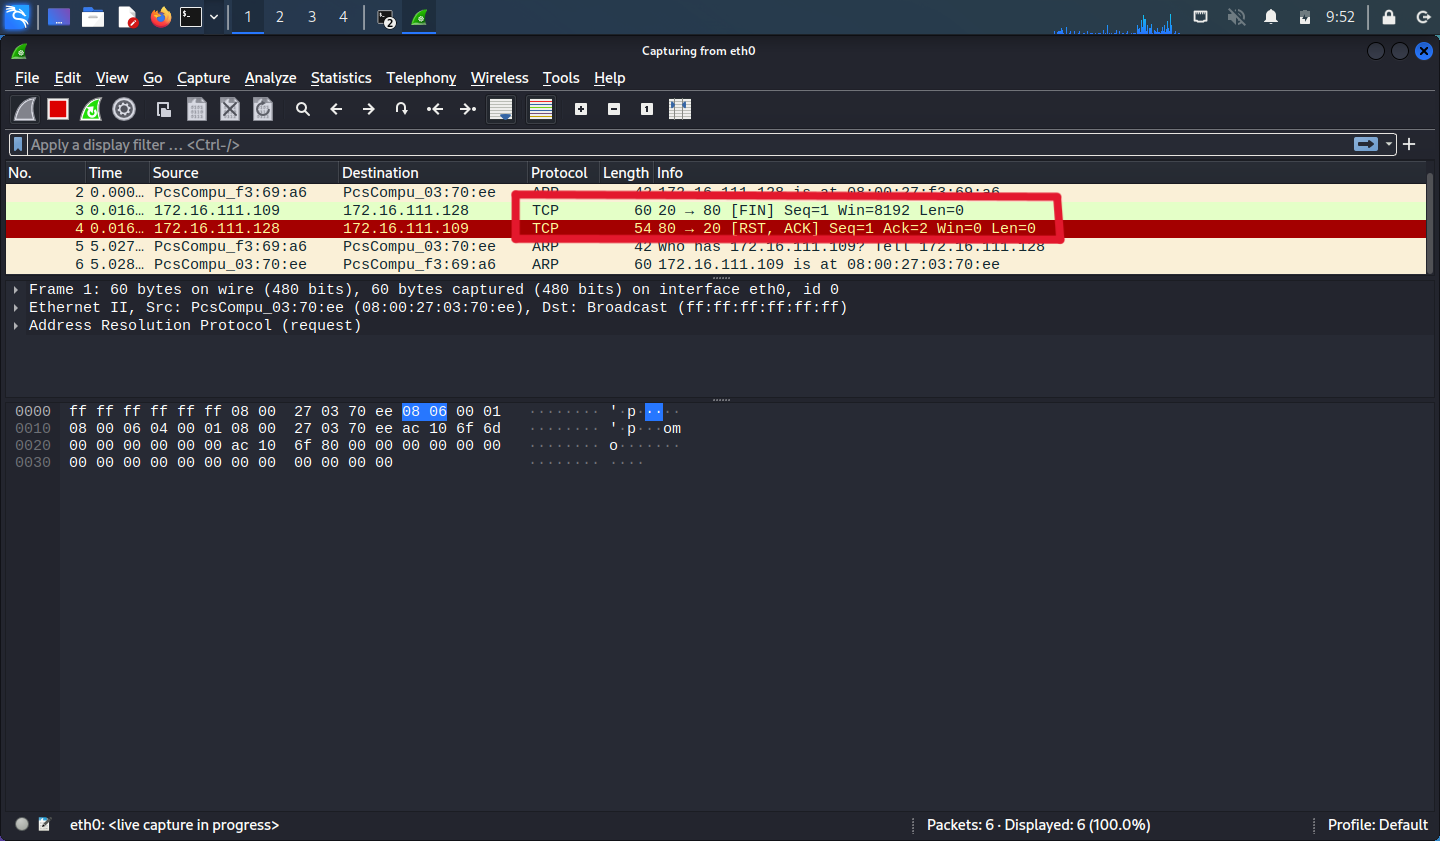 1 2 3 4 2 9:52
Capturing from eth0
File Edit View Go Capture Analyze Statistics Telephony Wireless Tools Help
1
Apply a display filter … <Ctrl-/>
No. Time Source Destination Protocol Length Info
2 0.000… PcsCompu_f3:69:a6 PcsCompu_03:70:ee ARP 42 172.16.111.128 is at 08:00:27:f3:69:a6
3 0.016… 172.16.111.109 172.16.111.128 TCP 60 20 → 80 [FIN] Seq=1 Win=8192 Len=0
4 0.016… 172.16.111.128 172.16.111.109 TCP 54 80 → 20 [RST, ACK] Seq=1 Ack=2 Win=0 Len=0
5 5.027… PcsCompu_f3:69:a6 PcsCompu_03:70:ee ARP 42 Who has 172.16.111.109? Tell 172.16.111.128
6 5.028… PcsCompu_03:70:ee PcsCompu_f3:69:a6 ARP 60 172.16.111.109 is at 08:00:27:03:70:ee
Frame 1: 60 bytes on wire (480 bits), 60 bytes captured (480 bits) on interface eth0, id 0
Ethernet II, Src: PcsCompu_03:70:ee (08:00:27:03:70:ee), Dst: Broadcast (ff:ff:ff:ff:ff:ff)
Address Resolution Protocol (request)
0000 ff ff ff ff ff ff 08 00 27 03 70 ee 08 06 00 01 ········ '·p·····
0010 08 00 06 04 00 01 08 00 27 03 70 ee ac 10 6f 6d ········ '·p···om
0020 00 00 00 00 00 00 ac 10 6f 80 00 00 00 00 00 00 ········ o·······
0030 00 00 00 00 00 00 00 00 00 00 00 00 ········ ····
eth0: <live capture in progress> Packets: 6 · Displayed: 6 (100.0%) Profile: Default